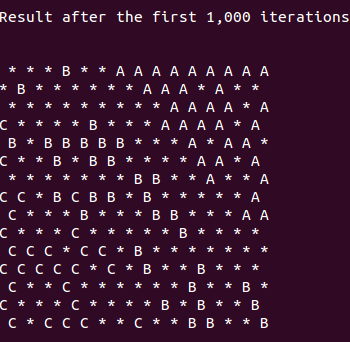 Result after the first 1,000 iterations
* * * B * * A A A A A A A A A
* B * * * * * * A A A * A * *
* * * * * * * * * A A A A * A
C * * * * B * * * A A A A * A
B * B B B B B * * * A * A A *
C * * B * B B * * * * A A * A
* * * * * * * B B * * A * * A
C C * B C B B * B * * * * * A
C * * * B * * * B B * * * A A
C * * * C * * * * * B * * * *
C C C * C C * B * * * * * * *
C C C C C * C * B * * B * * *
C * * C * * * * * * B * * B *
C * * * C * * * * B * B * * B
C * C C C * * C * * B B * * B